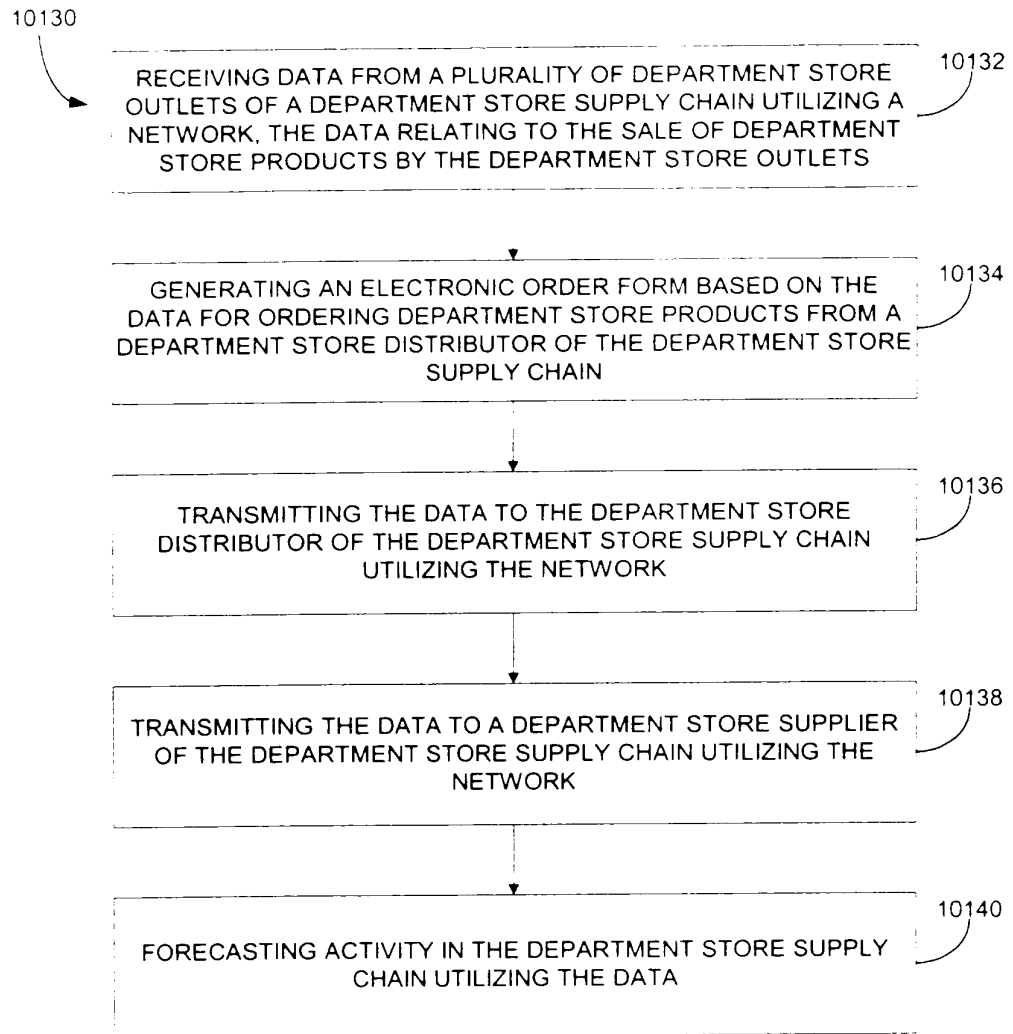 10130
10132
RECEIVING DATA FROM A PLURALITY OF DEPARTMENT STORE
OUTLETS OF A DEPARTMENT STORE SUPPLY CHAIN UTILIZING A
NETWORK, THE DATA RELATING TO THE SALE OF DEPARTMENT
STORE PRODUCTS BY THE DEPARTMENT STORE OUTLETS
10134
GENERATING AN ELECTRONIC ORDER FORM BASED ON THE
DATA FOR ORDERING DEPARTMENT STORE PRODUCTS FROM A
DEPARTMENT STORE DISTRIBUTOR OF THE DEPARTMENT STORE
SUPPLY CHAIN
10136
TRANSMITTING THE DATA TO THE DEPARTMENT STORE
DISTRIBUTOR OF THE DEPARTMENT STORE SUPPLY CHAIN
UTILIZING THE NETWORK
10138
TRANSMITTING THE DATA TO A DEPARTMENT STORE SUPPLIER
OF THE DEPARTMENT STORE SUPPLY CHAIN UTILIZING THE
NETWORK
10140
FORECASTING ACTIVITY IN THE DEPARTMENT STORE SUPPLY
CHAIN UTILIZING THE DATA